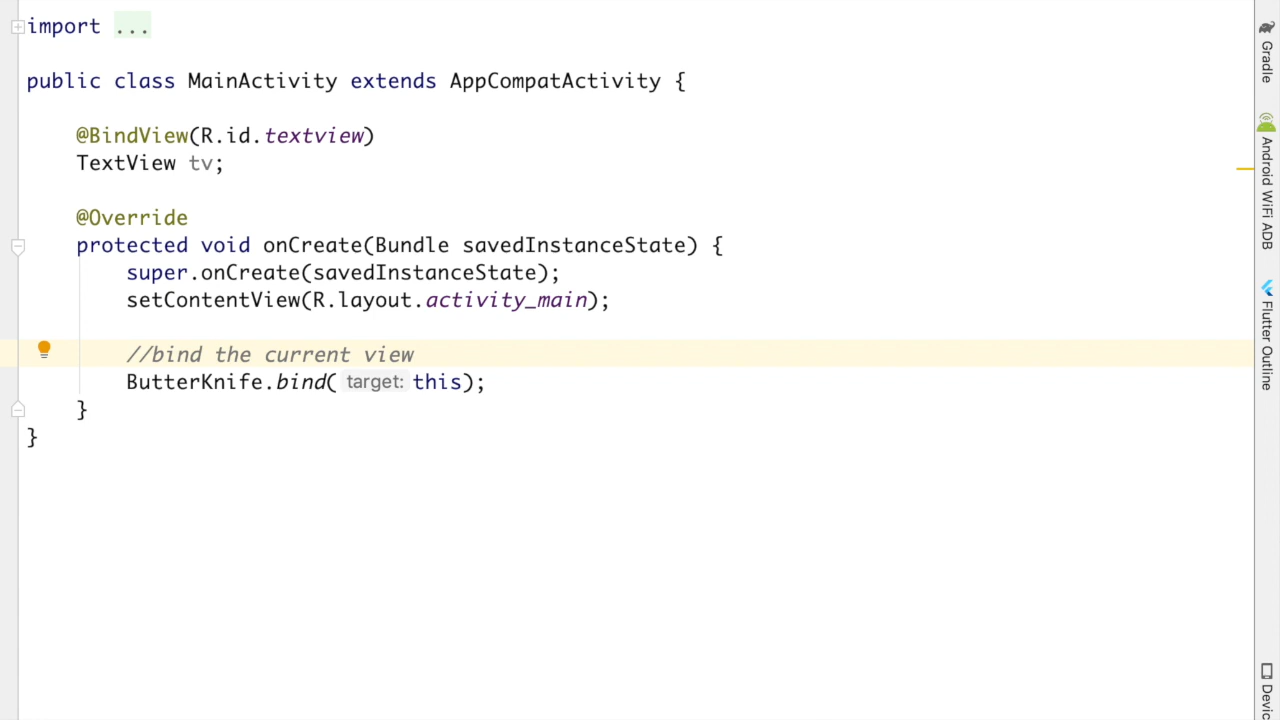 import ...
public class MainActivity extends AppCompatActivity {
@BindView(R.id.textview)
TextView tv;
@Override
protected void onCreate(Bundle savedInstanceState) {
super.onCreate(savedInstanceState);
setContentView(R.layout.activity_main);
//bind the current view
ButterKnife.bind( target: this);
}
}
Gradle
Android WiFi ADB
Flutter Outline
Devic